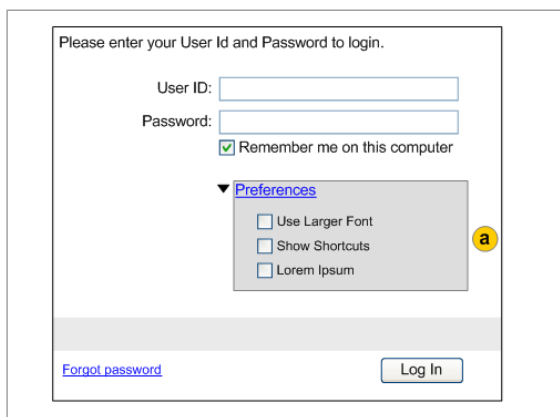 Please enter your User Id and Password to login.
User ID:
Password:
Remember me on this computer
Preferences
Use Larger Font
Show Shortcuts
Lorem Ipsum
a
Forgot password
Log In